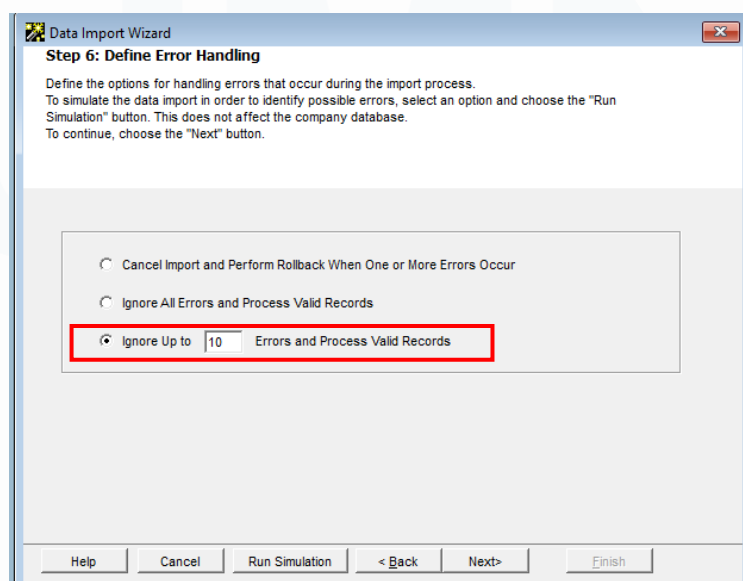 Data Import Wizard
Step 6: Define Error Handling
Define the options for handling errors that occur during the import process.
To simulate the data import in order to identify possible errors, select an option and choose the "Run
Simulation" button. This does not affect the company database.
To continue, choose the "Next" button.
Cancel Import and Perform Rollback When One or More Errors Occur
Ignore All Errors and Process Valid Records
Ignore Up to 10 Errors and Process Valid Records
Help Cancel Run Simulation < Back Next> Finish